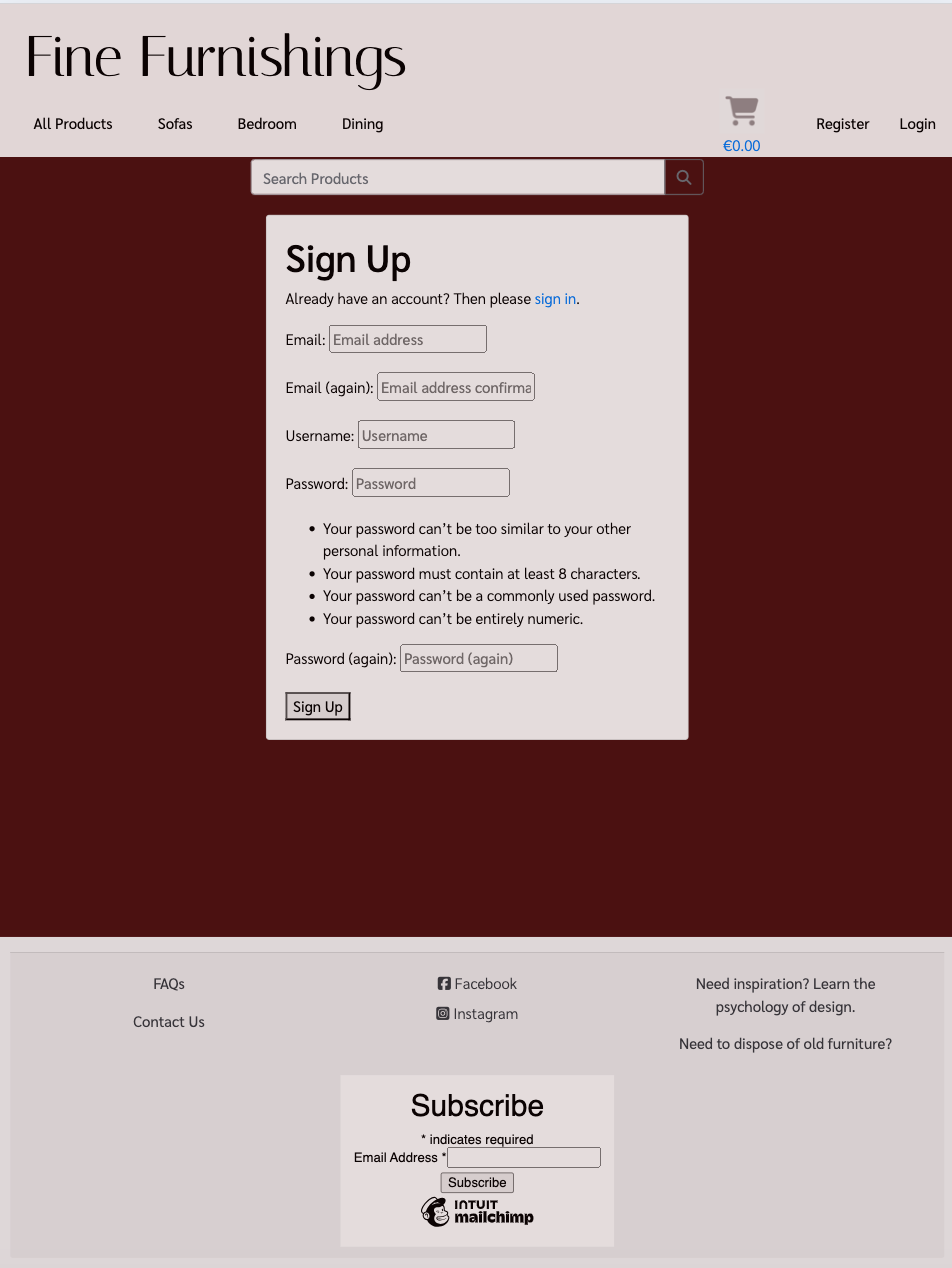 Fine Furnishings
All Products Sofas Bedroom Dining Register Login
€0.00
Search Products
Sign Up
Already have an account? Then please sign in.
Email: Email address
Email (again): Email address confirma
Username: Username
Password: Password
• Your password can’t be too similar to your other
personal information.
• Your password must contain at least 8 characters.
• Your password can’t be a commonly used password.
• Your password can’t be entirely numeric.
Password (again): Password (again)
Sign Up
FAQs
Contact Us
Facebook
Instagram
Need inspiration? Learn the
psychology of design.
Need to dispose of old furniture?
Subscribe
* indicates required
Email Address *
Subscribe
INTUIT
mailchimp